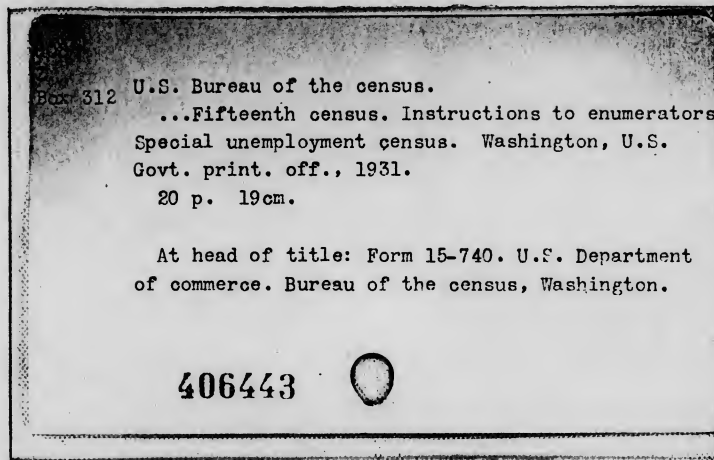 Box 312 U.S. Bureau of the census.
...Fifteenth census. Instructions to enumerators
Special unemployment census. Washington, U.S.
Govt. print. off., 1931.
20 p. 19cm.
At head of title: Form 15-740. U.S. Department
of commerce. Bureau of the census, Washington.
406443